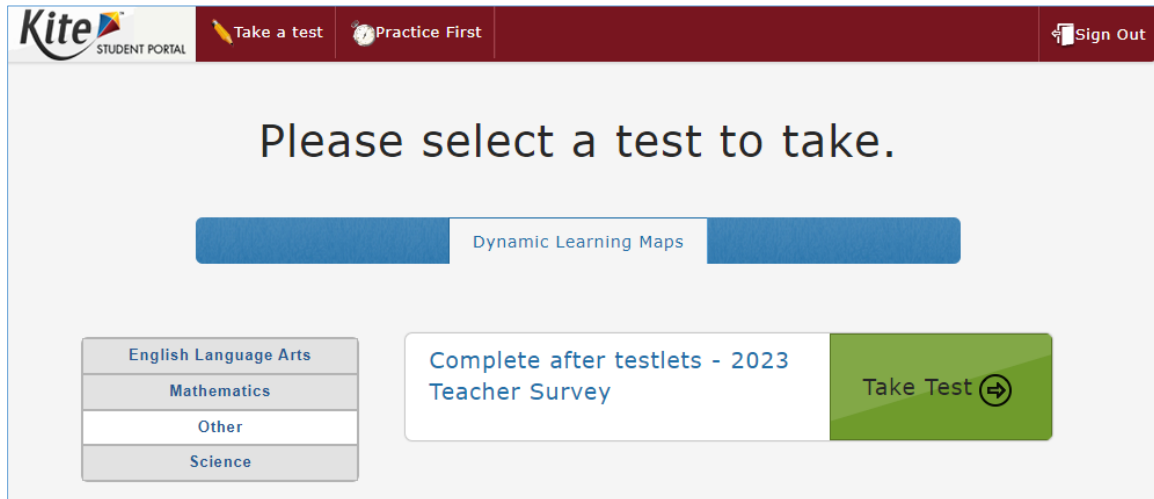 Kite
STUDENT PORTAL
Take a test
Practice First
Sign Out
Please select a test to take.
Dynamic Learning Maps
English Language Arts
Mathematics
Other
Science
Complete after testlets - 2023
Teacher Survey
Take Test